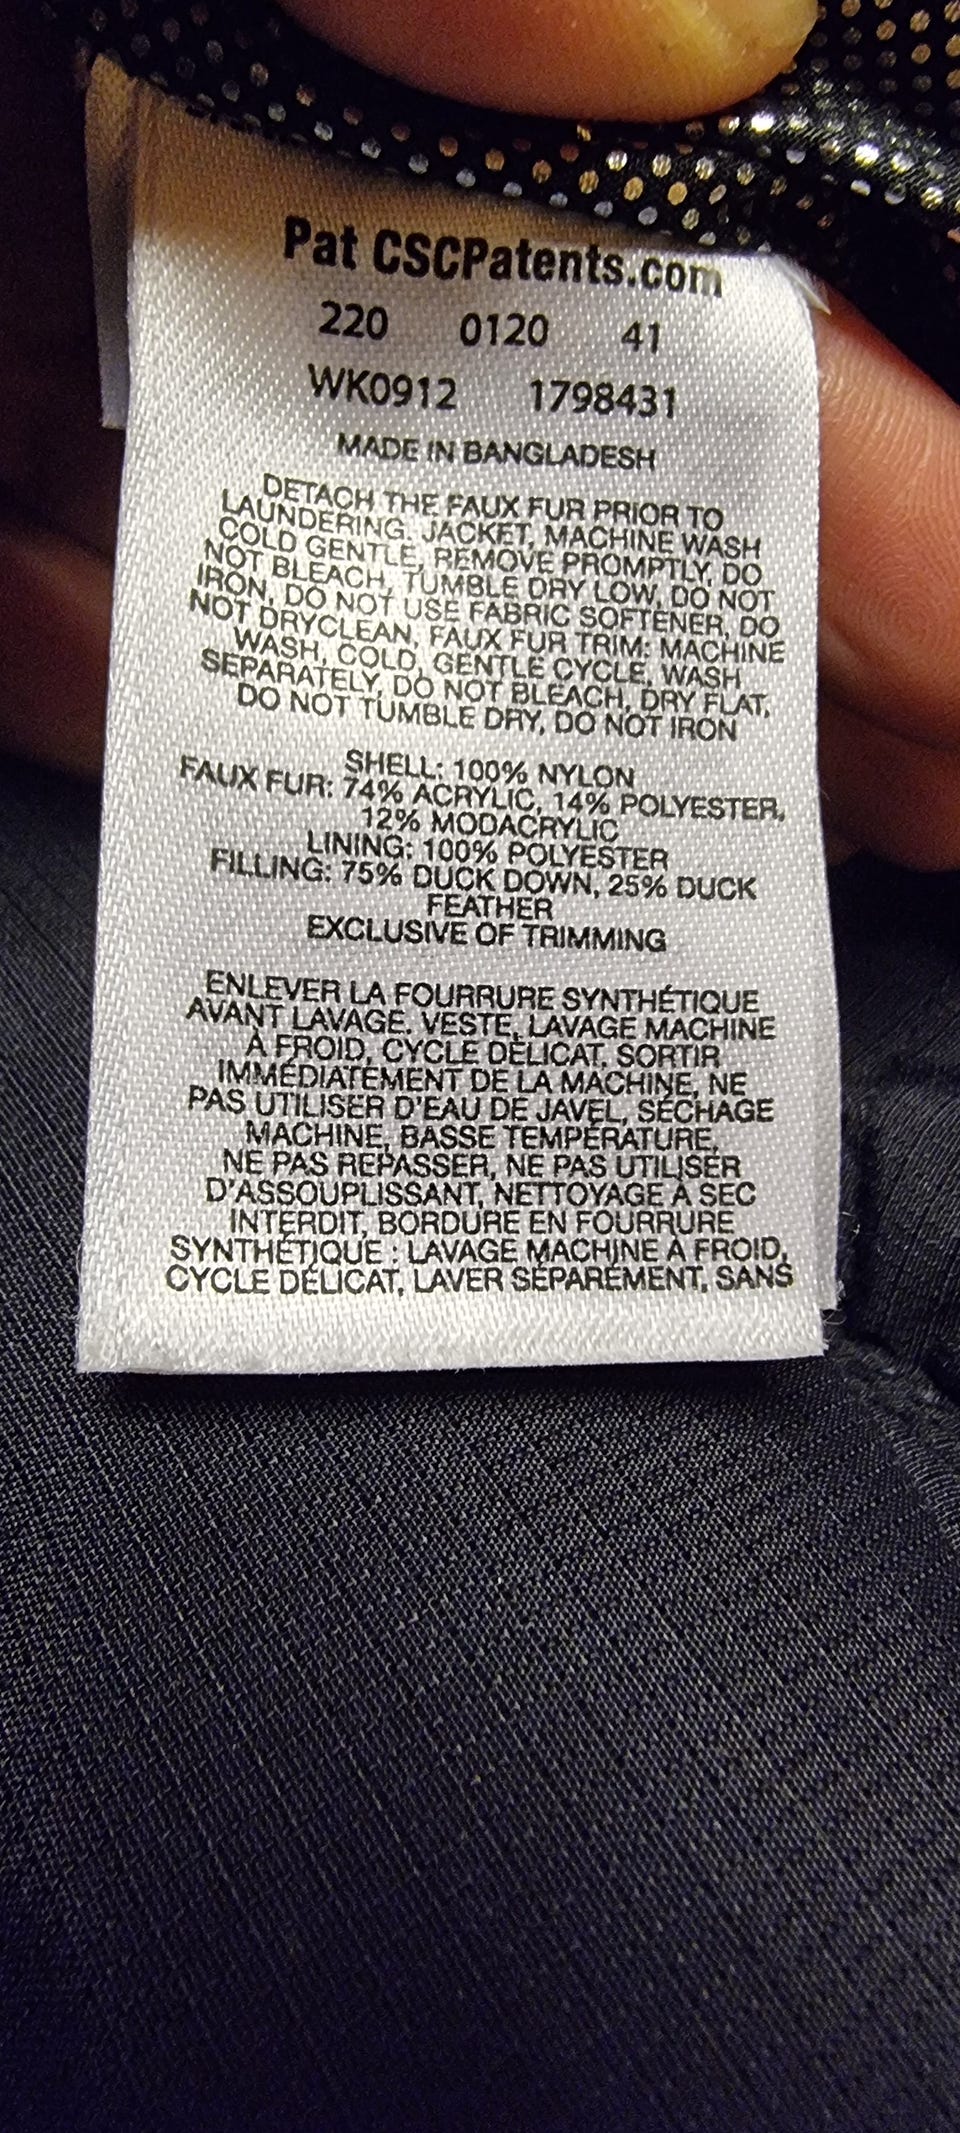 Pat CSCPatents.com
220 0120 41
WK0912 1798431
MADE IN BANGLADESH
DETACH THE FAUX FUR PRIOR TO
LAUNDERING. JACKET, MACHINE WASH
COLD GENTLE, REMOVE PROMPTLY, DO
NOT BLEACH, TUMBLE DRY LOW, DO NOT
IRON, DO NOT USE FABRIC SOFTENER, DO
NOT DRYCLEAN, FAUX FUR TRIM: MACHINE
WASH, COLD, GENTLE CYCLE, WASH
SEPARATELY, DO NOT BLEACH, DRY FLAT,
DO NOT TUMBLE DRY, DO NOT IRON
SHELL: 100% NYLON
FAUX FUR: 74% ACRYLIC, 14% POLYESTER,
12% MODACRYLIC
LINING: 100% POLYESTER
FILLING: 75% DUCK DOWN, 25% DUCK
FEATHER
EXCLUSIVE OF TRIMMING
ENLEVER LA FOURRURE SYNTHÉTIQUE
AVANT LAVAGE. VESTE, LAVAGE MACHINE
À FROID, CYCLE DÉLICAT, SORTIR
IMMÉDIATEMENT DE LA MACHINE, NE
PAS UTILISER D'EAU DE JAVEL, SÉCHAGE
MACHINE, BASSE TEMPÉRATURE,
NE PAS REPASSER, NE PAS UTILISER
D'ASSOUPLISSANT, NETTOYAGE À SEC
INTERDIT, BORDURE EN FOURRURE
SYNTHÉTIQUE : LAVAGE MACHINE À FROID,
CYCLE DÉLICAT, LAVER SÉPARÉMENT, SANS